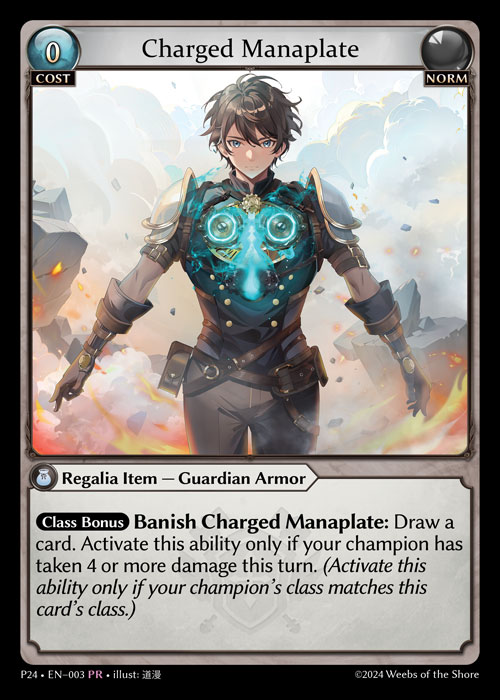 0
COST
Charged Manaplate
NORM
Regalia Item — Guardian Armor
Class Bonus Banish Charged Manaplate: Draw a
card. Activate this ability only if your champion has
taken 4 or more damage this turn. (Activate this
ability only if your champion's class matches this
card's class.)
P24 • EN–003 PR • illust: 道漫
©2024 Weebs of the Shore